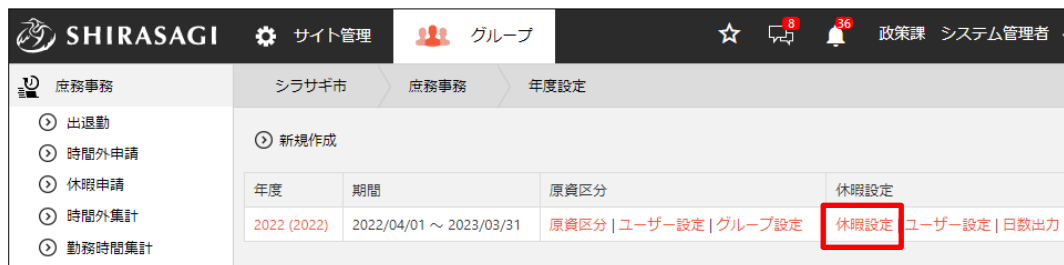 SHIRASAGI サイト管理 グループ 8 36 政策課 システム管理者
庶務事務 シラサギ市 庶務事務 年度設定
出退勤
時間外申請 新規作成
休暇申請 年度 期間 原資区分 休暇設定
時間外集計 2022 (2022) 2022/04/01 ~ 2023/03/31 原資区分 | ユーザー設定 | グループ設定 休暇設定 | ユーザー設定 | 日数出力
勤務時間集計